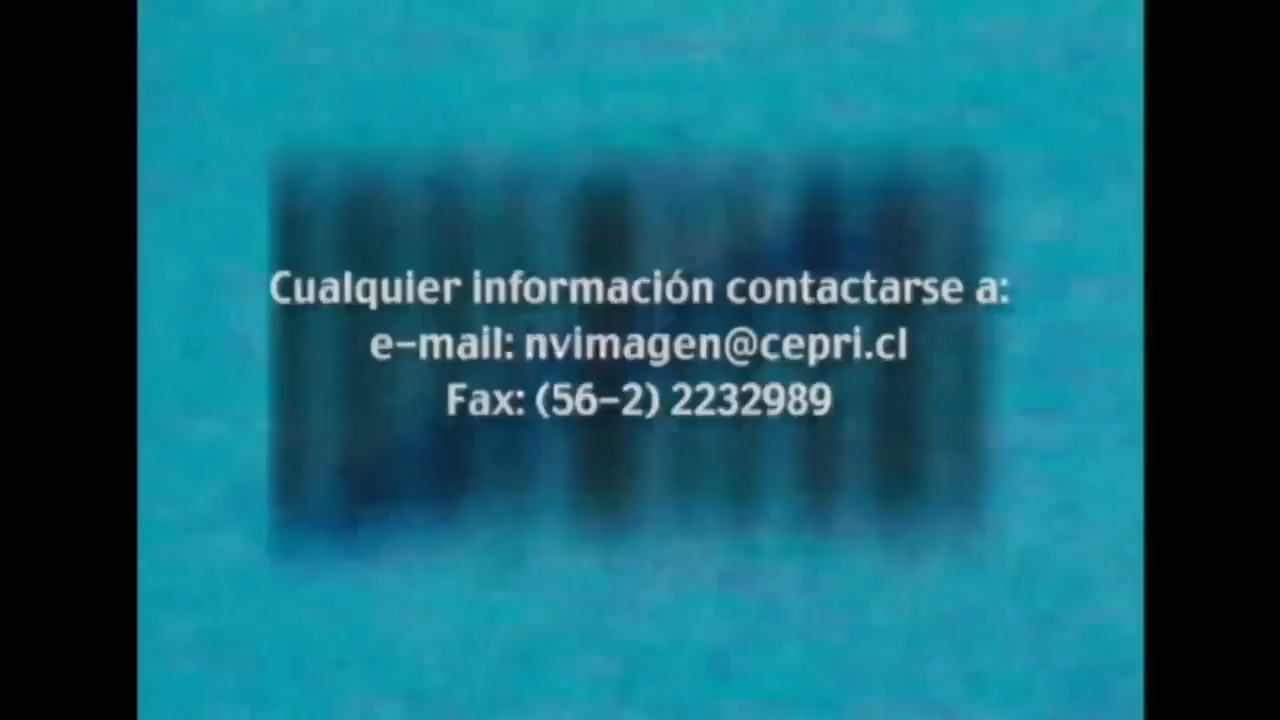 Cualquier información contactarse a:
e-mail: nvimagen@cepri.cl
Fax: (56-2) 2232989